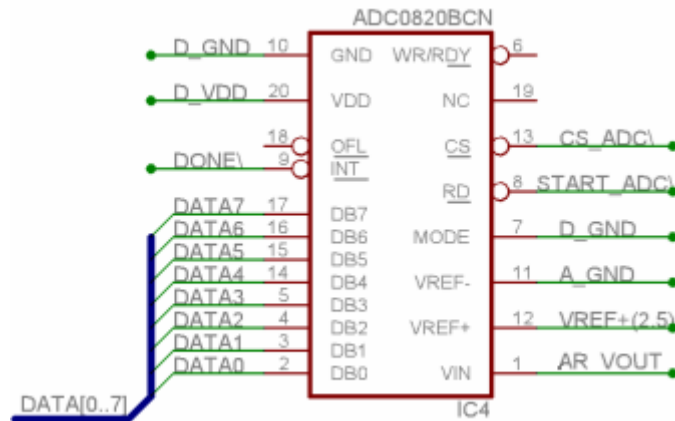 ADC0820BCN
D_GND 10 GND WR/RDY 6
D_VDD 20 VDD NC 19
18 OFL CS 13 CS_ADC\
DONE\ 9 INT
RD 8 START_ADC\
DATA7 17 DB7
DATA6 16 DB6 MODE 7 D_GND
DATA5 15 DB5
DATA4 14 DB4 VREF- 11 A_GND
DATA3 5 DB3
DATA2 4 DB2 VREF+ 12 VREF+(2.5)
DATA1 3 DB1
DATA0 2 DB0 VIN 1 AR_VOUT
DATA[0..7]
IC4